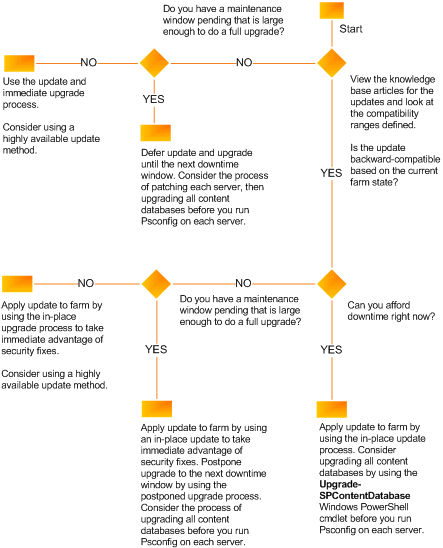 Do you have a maintenance
window pending that is large
enough to do a full upgrade?
Start
NO
NO
Use the update and
immediate upgrade
process.
Consider using a
highly available update
method.
View the knowledge
base articles for the
updates and look at
the compatibility
ranges defined.
Is the update
backward-compatible
based on the current
farm state?
YES
Defer update and upgrade
until the next downtime
window. Consider the process
of patching each server, then
upgrading all content
databases before you run
Psconfig on each server.
YES
NO
NO
Apply update to farm by
using the in-place
upgrade process to take
immediate advantage of
security fixes.
Consider using a highly
available update method.
Do you have a maintenance
window pending that is large
enough to do a full upgrade?
Can you afford
downtime right now?
YES
YES
Apply update to farm by using
an in-place update to take
immediate advantage of
security fixes. Postpone
upgrade to the next downtime
window by using the
postponed upgrade process.
Consider the process of
upgrading all content
databases before you run
Psconfig on each server.
Apply update to farm by
using the in-place update
process. Consider
upgrading all content
databases by using the
Upgrade-
SPContentDatabase
Windows PowerShell
cmdlet before you run
Psconfig on each server.